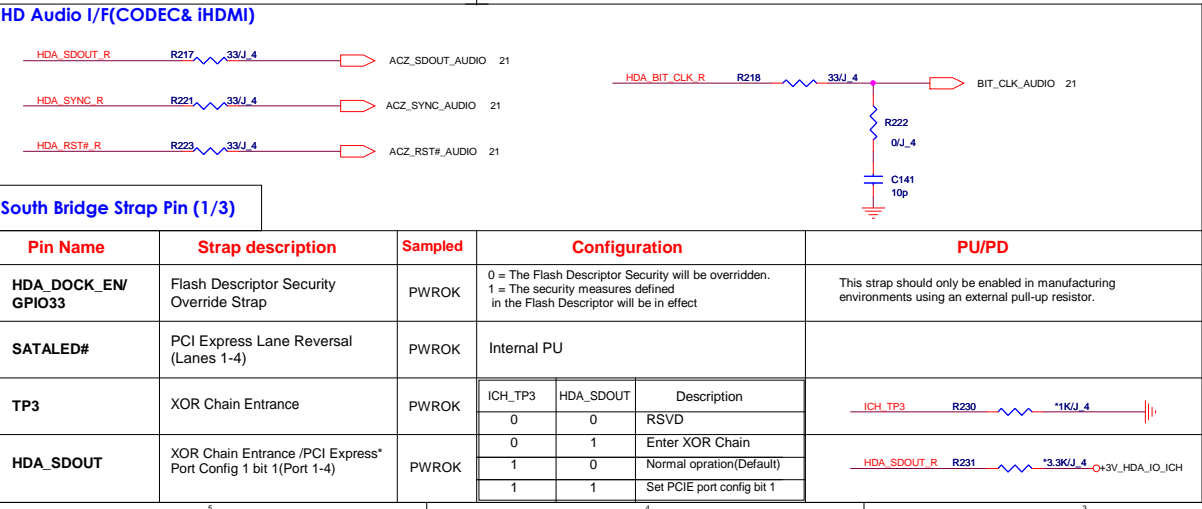 HD Audio I/F(CODEC& iHDMI)
HDA_SDOUT_R R217 33/J_4 ACZ_SDOUT_AUDIO 21
HDA_BIT_CLK_R R218 33/J_4 BIT_CLK_AUDIO 21
HDA_SYNC_R R221 33/J_4 ACZ_SYNC_AUDIO 21
R222
0/J_4
HDA_RST#_R R223 33/J_4 ACZ_RST#_AUDIO 21
C141
10p
South Bridge Strap Pin (1/3)
Pin Name Strap description Sampled Configuration PU/PD
HDA_DOCK_EN/
GPIO33
Flash Descriptor Security
Override Strap
PWROK
0 = The Flash Descriptor Security will be overridden.
1 = The security measures defined
in the Flash Descriptor will be in effect
This strap should only be enabled in manufacturing
environments using an external pull-up resistor.
SATALED#
PCI Express Lane Reversal
(Lanes 1-4)
PWROK
Internal PU
TP3
XOR Chain Entrance
PWROK
ICH_TP3 HDA_SDOUT Description
0 0 RSVD
0 1 Enter XOR Chain
1 0 Normal opration(Default)
1 1 Set PCIE port config bit 1
ICH_TP3 R230 *1K/J_4
HDA_SDOUT
XOR Chain Entrance /PCI Express*
Port Config 1 bit 1(Port 1-4)
PWROK
HDA_SDOUT_R R231 *3.3K/J_4 +3V_HDA_IO_ICH
5 4 3